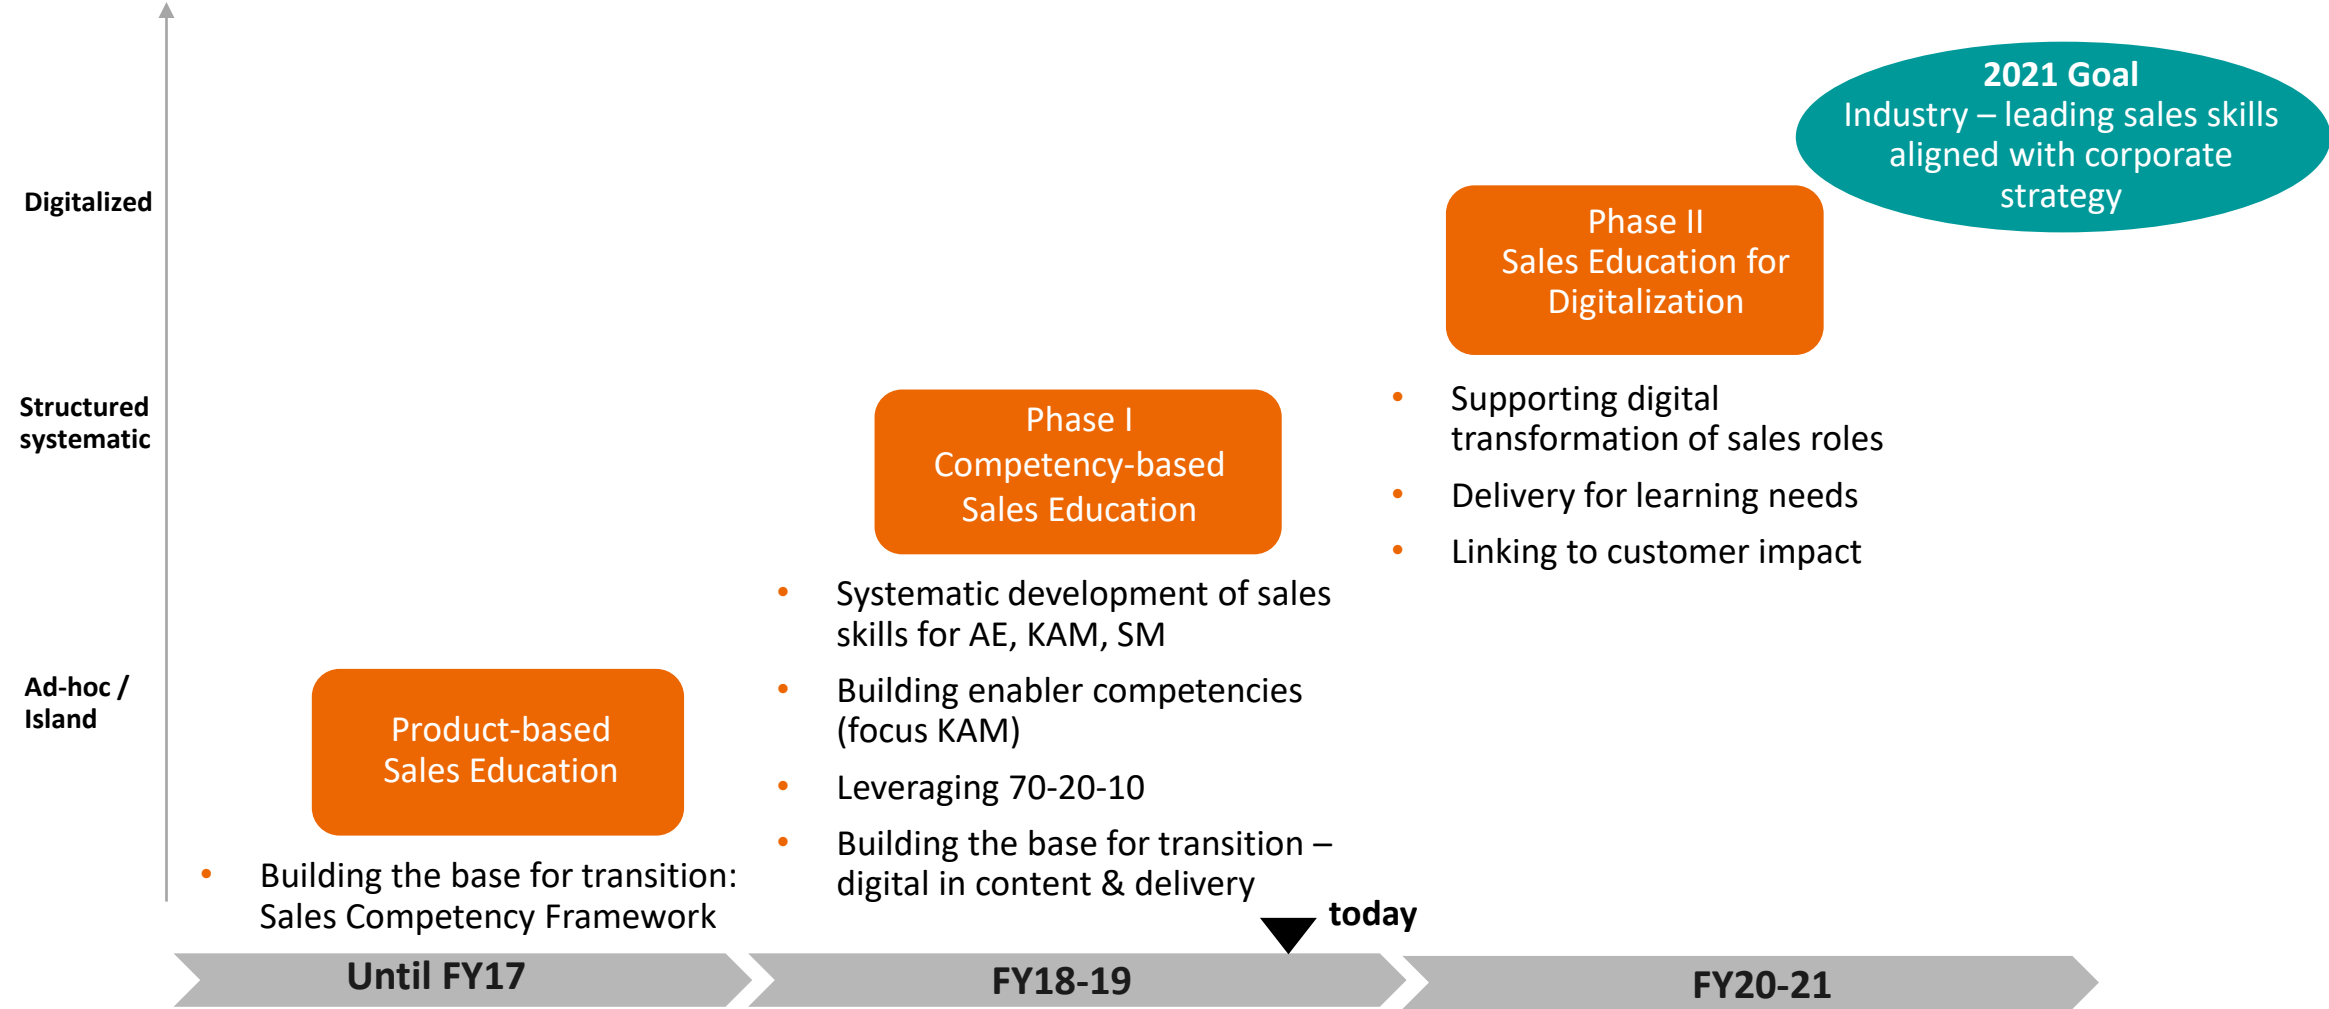 2021 Goal
Industry – leading sales skills
aligned with corporate
strategy
Digitalized
Phase II
Sales Education for
Digitalization
Structured
systematic
Phase I
Competency-based
Sales Education
• Supporting digital
transformation of sales roles
• Delivery for learning needs
• Linking to customer impact
• Systematic development of sales
skills for AE, KAM, SM
• Building enabler competencies
(focus KAM)
• Leveraging 70-20-10
• Building the base for transition –
digital in content & delivery
Ad-hoc /
Island
Product-based
Sales Education
• Building the base for transition:
Sales Competency Framework
today
Until FY17
FY18-19
FY20-21